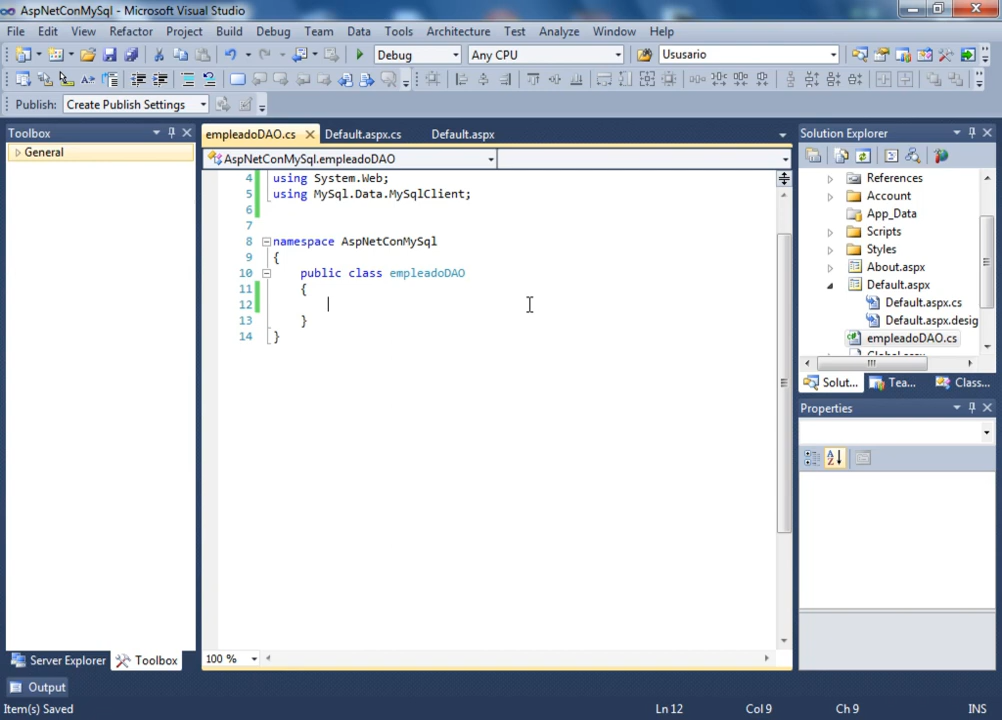 AspNetConMySql - Microsoft Visual Studio
File Edit View Refactor Project Build Debug Team Data Tools Architecture Test Analyze Window Help
Debug Any CPU Ususario
Publish: Create Publish Settings
Toolbox
General
empleadoDAO.cs Default.aspx.cs Default.aspx
AspNetConMySql.empleadoDAO
4 using System.Web;
5 using MySql.Data.MySqlClient;
6
7
8 namespace AspNetConMySql
9 {
10 public class empleadoDAO
11 {
12
13 }
14 }
100 %
Solution Explorer
References
Account
App_Data
Scripts
Styles
About.aspx
Default.aspx
Default.aspx.cs
Default.aspx.desig
empleadoDAO.cs
Solut... Tea... Class...
Properties
Server Explorer Toolbox
Output
Item(s) Saved Ln 12 Col 9 Ch 9 INS